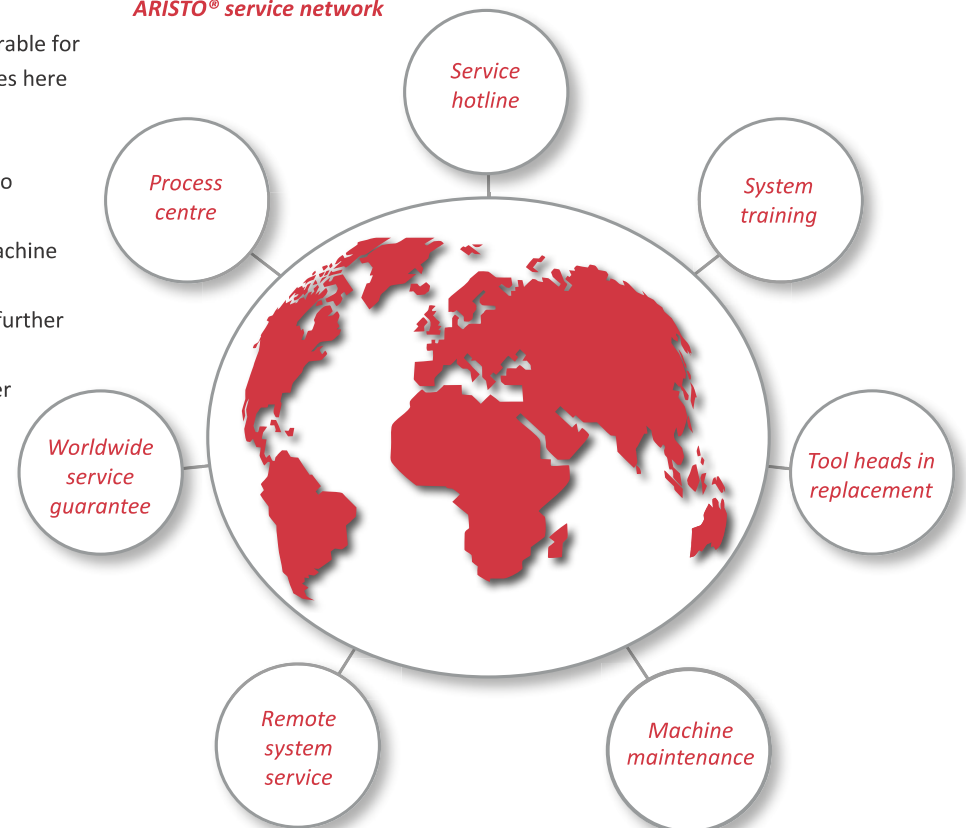 ARISTO® service network
rable for
es here
o
achine
further
er
Service
hotline
System
training
Tool heads in
replacement
Machine
maintenance
Remote
system
service
Worldwide
service
guarantee
Process
centre